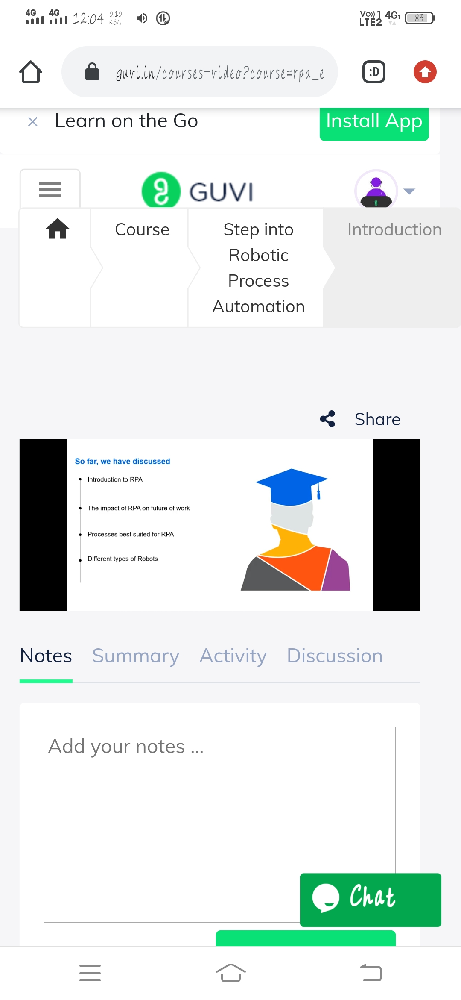 4G 4G 12:04 0.10 KB/s Vo)) 1 LTE2 4G 83
guvi.in/courses-video?course=rpa_e :D
× Learn on the Go Install App
GUVI
Course
Step into
Robotic
Process
Automation
Introduction
Share
So far, we have discussed
Introduction to RPA
The impact of RPA on future of work
Processes best suited for RPA
Different types of Robots
Notes Summary Activity Discussion
Add your notes ...
Chat